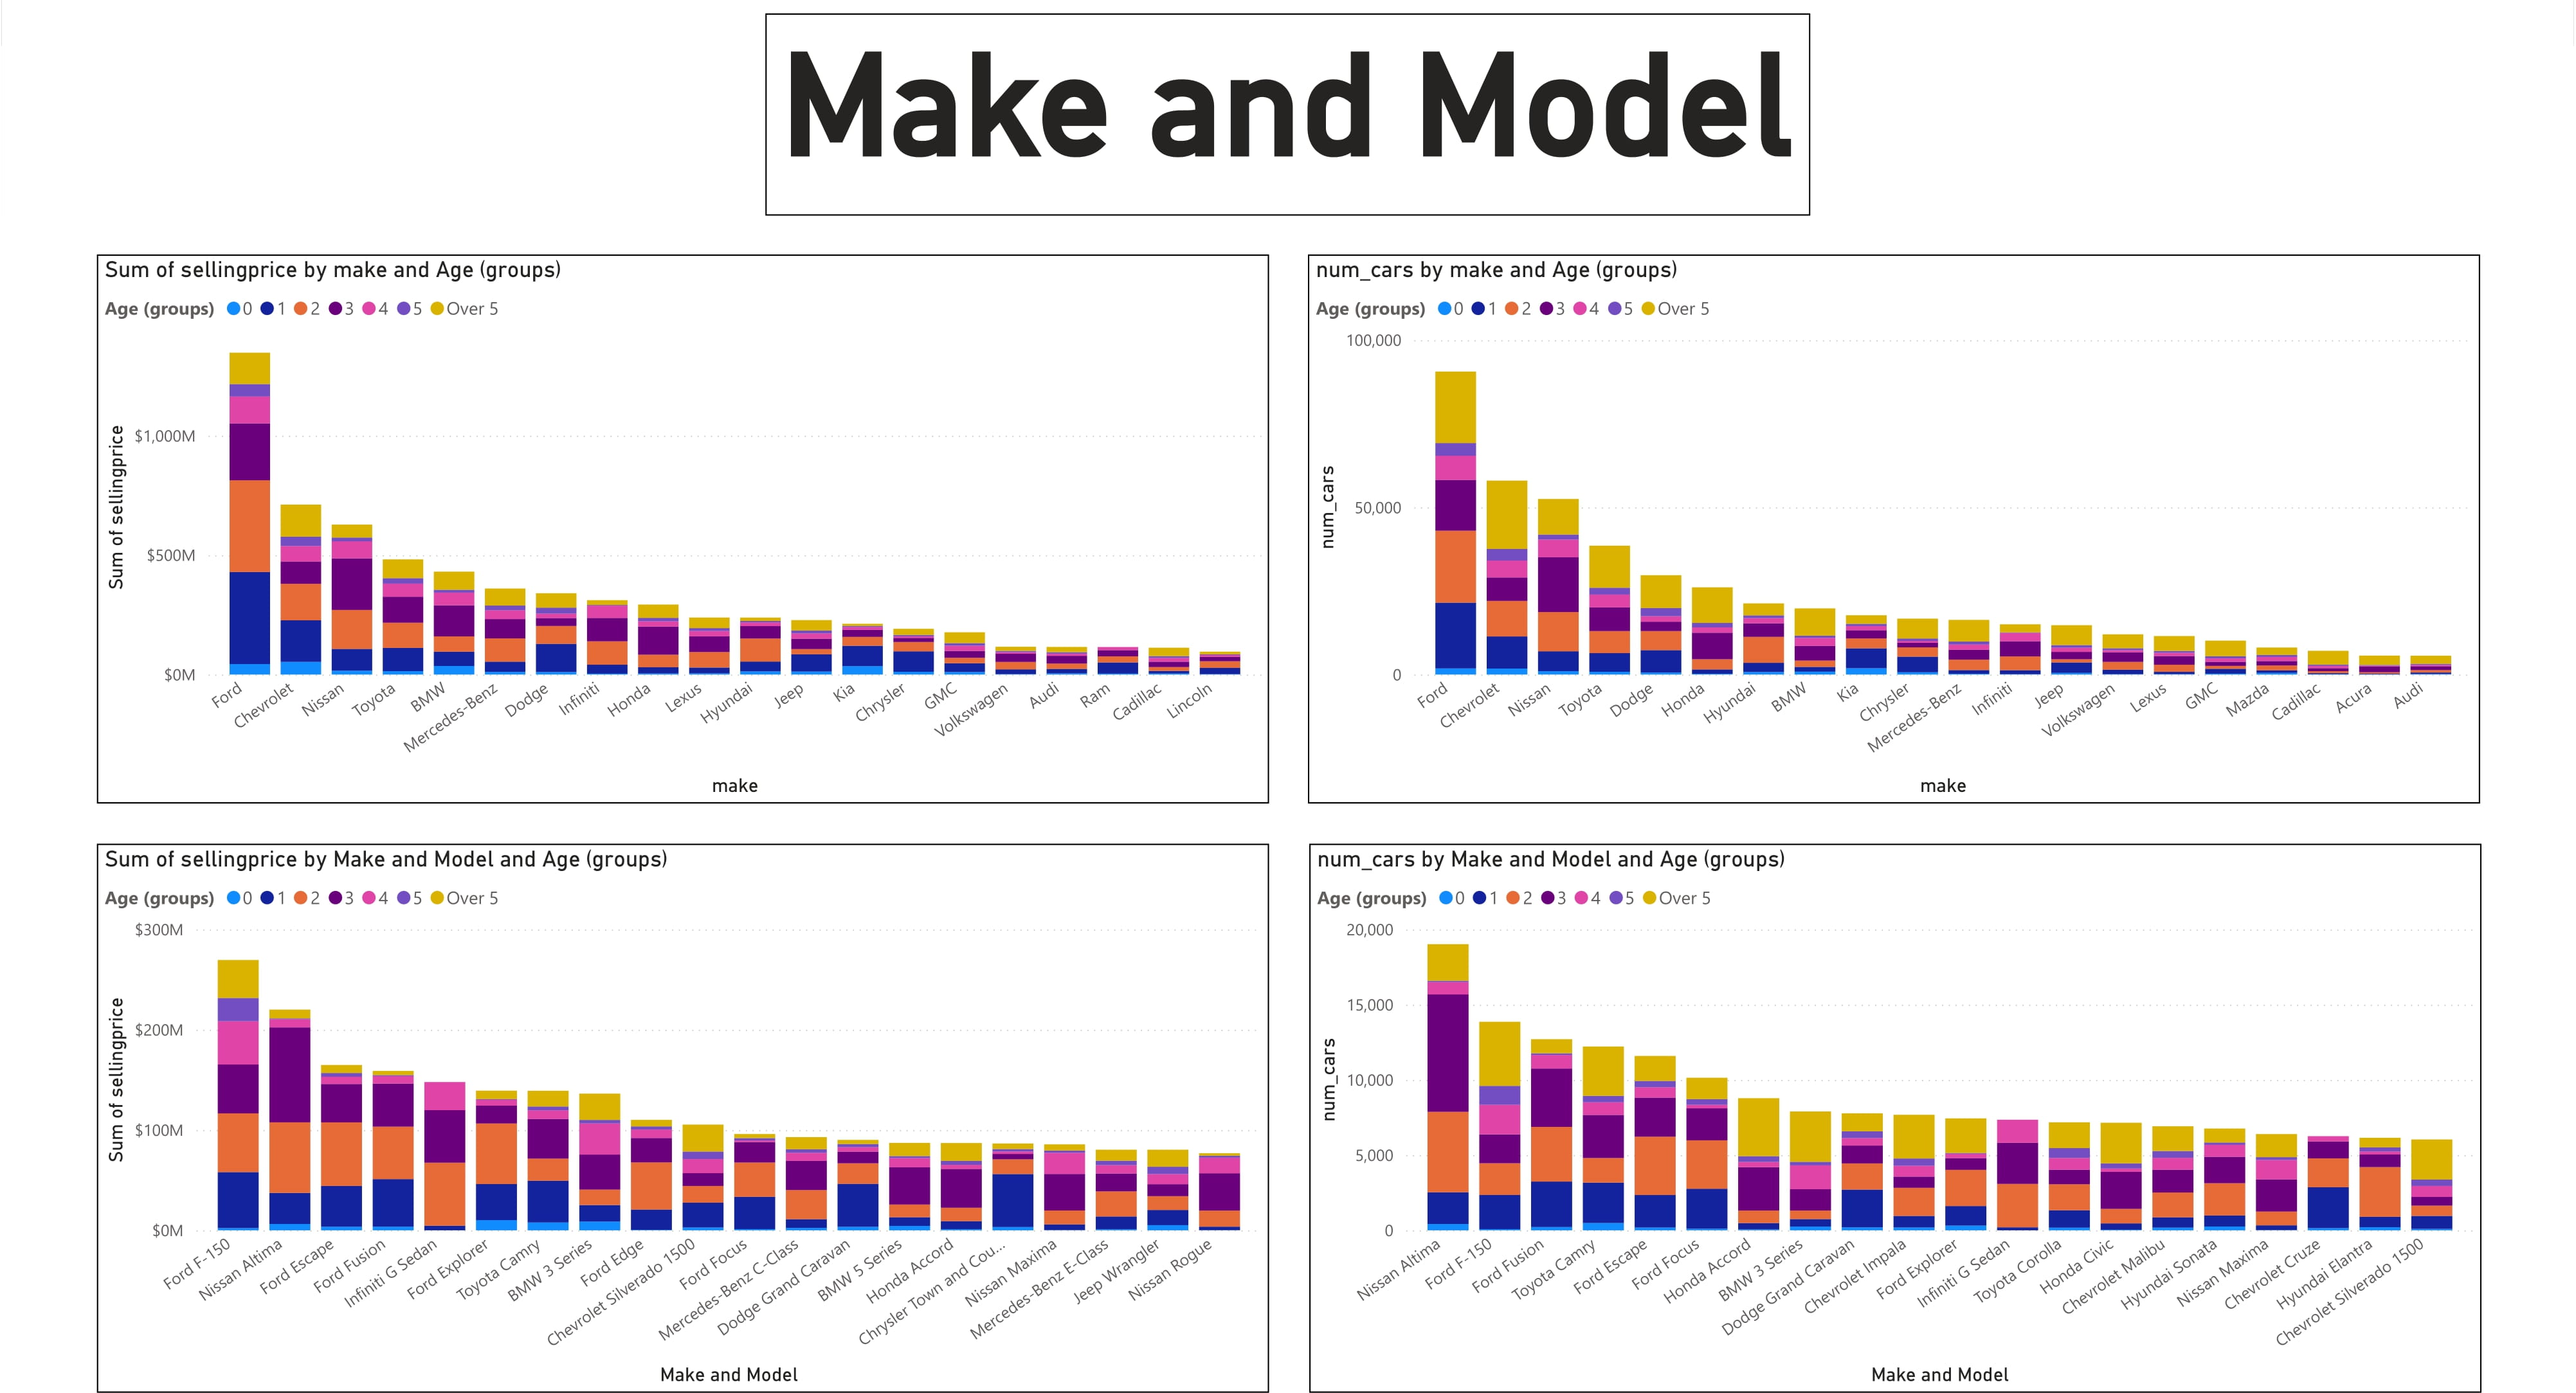 Make and Model
Sum of sellingprice by make and Age (groups)
Age (groups) 0 1 2 3 4 5 Over 5
Sum of sellingprice
$1,000M
$500M
$0M
Ford
Chevrolet
Nissan
Toyota
BMW
Mercedes-Benz
Dodge
Infiniti
Honda
Lexus
Hyundai
Jeep
Kia
Chrysler
GMC
Volkswagen
Audi
Ram
Cadillac
Lincoln
make
num_cars by make and Age (groups)
Age (groups) 0 1 2 3 4 5 Over 5
num_cars
100,000
50,000
0
Ford
Chevrolet
Nissan
Toyota
Dodge
Honda
Hyundai
BMW
Kia
Chrysler
Mercedes-Benz
Infiniti
Jeep
Volkswagen
Lexus
GMC
Mazda
Cadillac
Acura
Audi
make
Sum of sellingprice by Make and Model and Age (groups)
Age (groups) 0 1 2 3 4 5 Over 5
Sum of sellingprice
$300M
$200M
$100M
$0M
Ford F-150
Nissan Altima
Ford Escape
Ford Fusion
Infiniti G Sedan
Ford Explorer
Toyota Camry
BMW 3 Series
Ford Edge
Chevrolet Silverado 1500
Ford Focus
Mercedes-Benz C-Class
Dodge Grand Caravan
BMW 5 Series
Honda Accord
Chrysler Town and Cou...
Nissan Maxima
Mercedes-Benz E-Class
Jeep Wrangler
Nissan Rogue
Make and Model
num_cars by Make and Model and Age (groups)
Age (groups) 0 1 2 3 4 5 Over 5
num_cars
20,000
15,000
10,000
5,000
0
Nissan Altima
Ford F-150
Ford Fusion
Toyota Camry
Ford Escape
Ford Focus
Honda Accord
BMW 3 Series
Dodge Grand Caravan
Chevrolet Impala
Ford Explorer
Infiniti G Sedan
Toyota Corolla
Honda Civic
Chevrolet Malibu
Hyundai Sonata
Nissan Maxima
Chevrolet Cruze
Hyundai Elantra
Chevrolet Silverado 1500
Make and Model